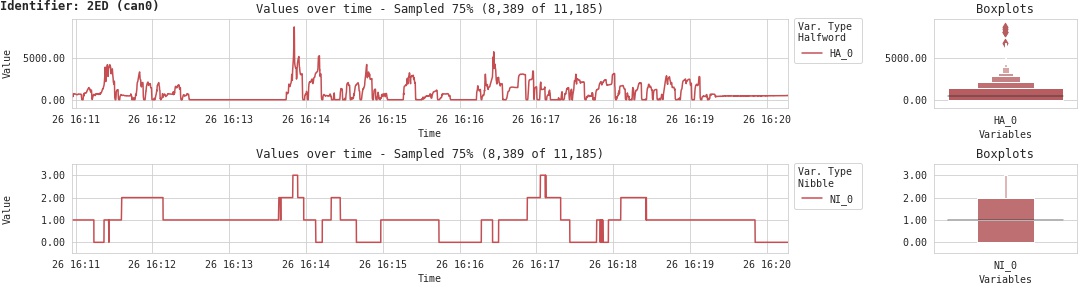 Identifier: 2ED (can0)
Values over time - Sampled 75% (8,389 of 11,185)
Value
5000.00
0.00
26 16:11 26 16:12 26 16:13 26 16:14 26 16:15 26 16:16 26 16:17 26 16:18 26 16:19 26 16:20
Time
Var. Type
Halfword
HA_0
Boxplots
5000.00
0.00
HA_0
Variables
Values over time - Sampled 75% (8,389 of 11,185)
Value
3.00
2.00
1.00
0.00
26 16:11 26 16:12 26 16:13 26 16:14 26 16:15 26 16:16 26 16:17 26 16:18 26 16:19 26 16:20
Time
Var. Type
Nibble
NI_0
Boxplots
3.00
2.00
1.00
0.00
NI_0
Variables